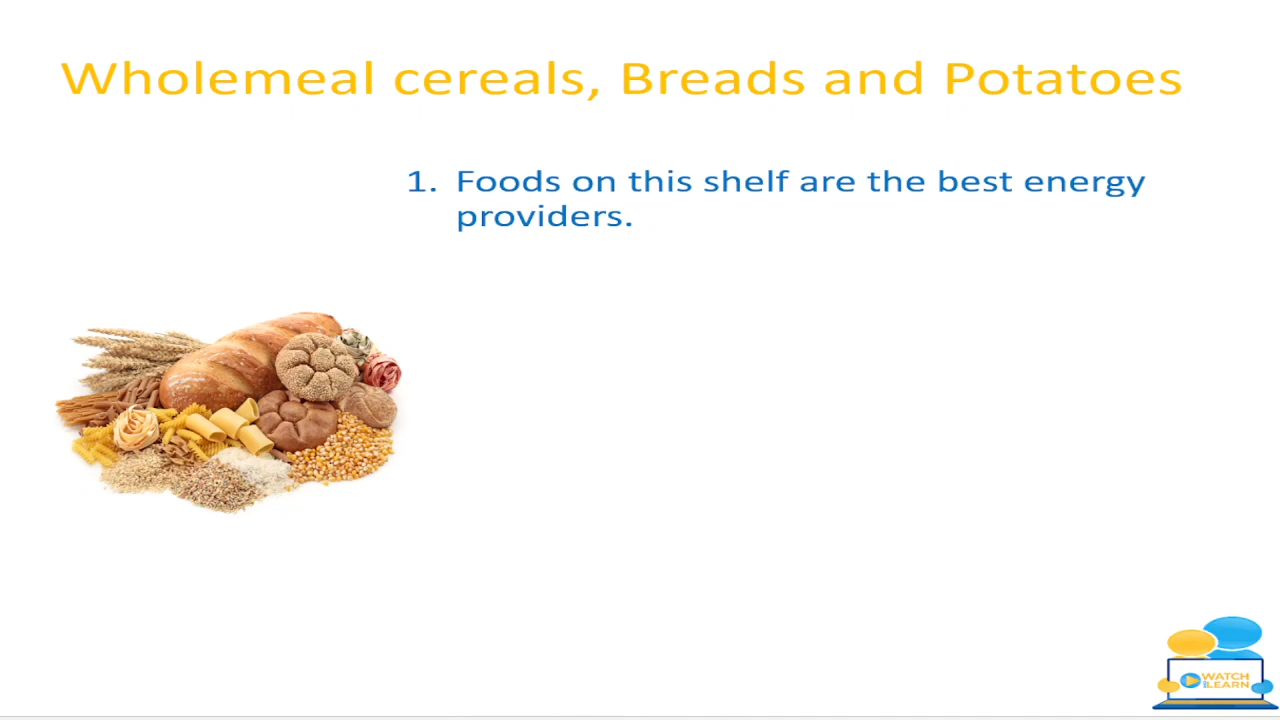 Wholemeal cereals, Breads and Potatoes
1. Foods on this shelf are the best energy
providers.
WATCH
LEARN